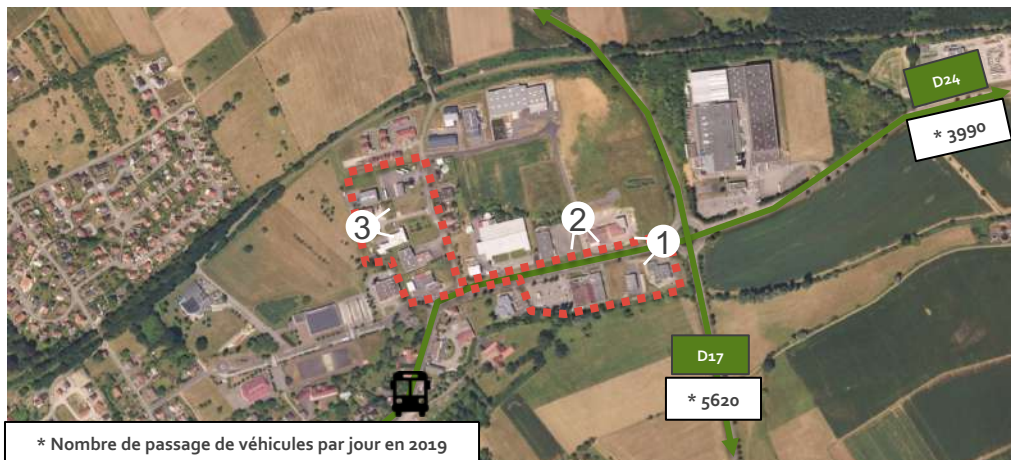 D24
* 3990
3
2
1
D17
* 5620
* Nombre de passage de véhicules par jour en 2019